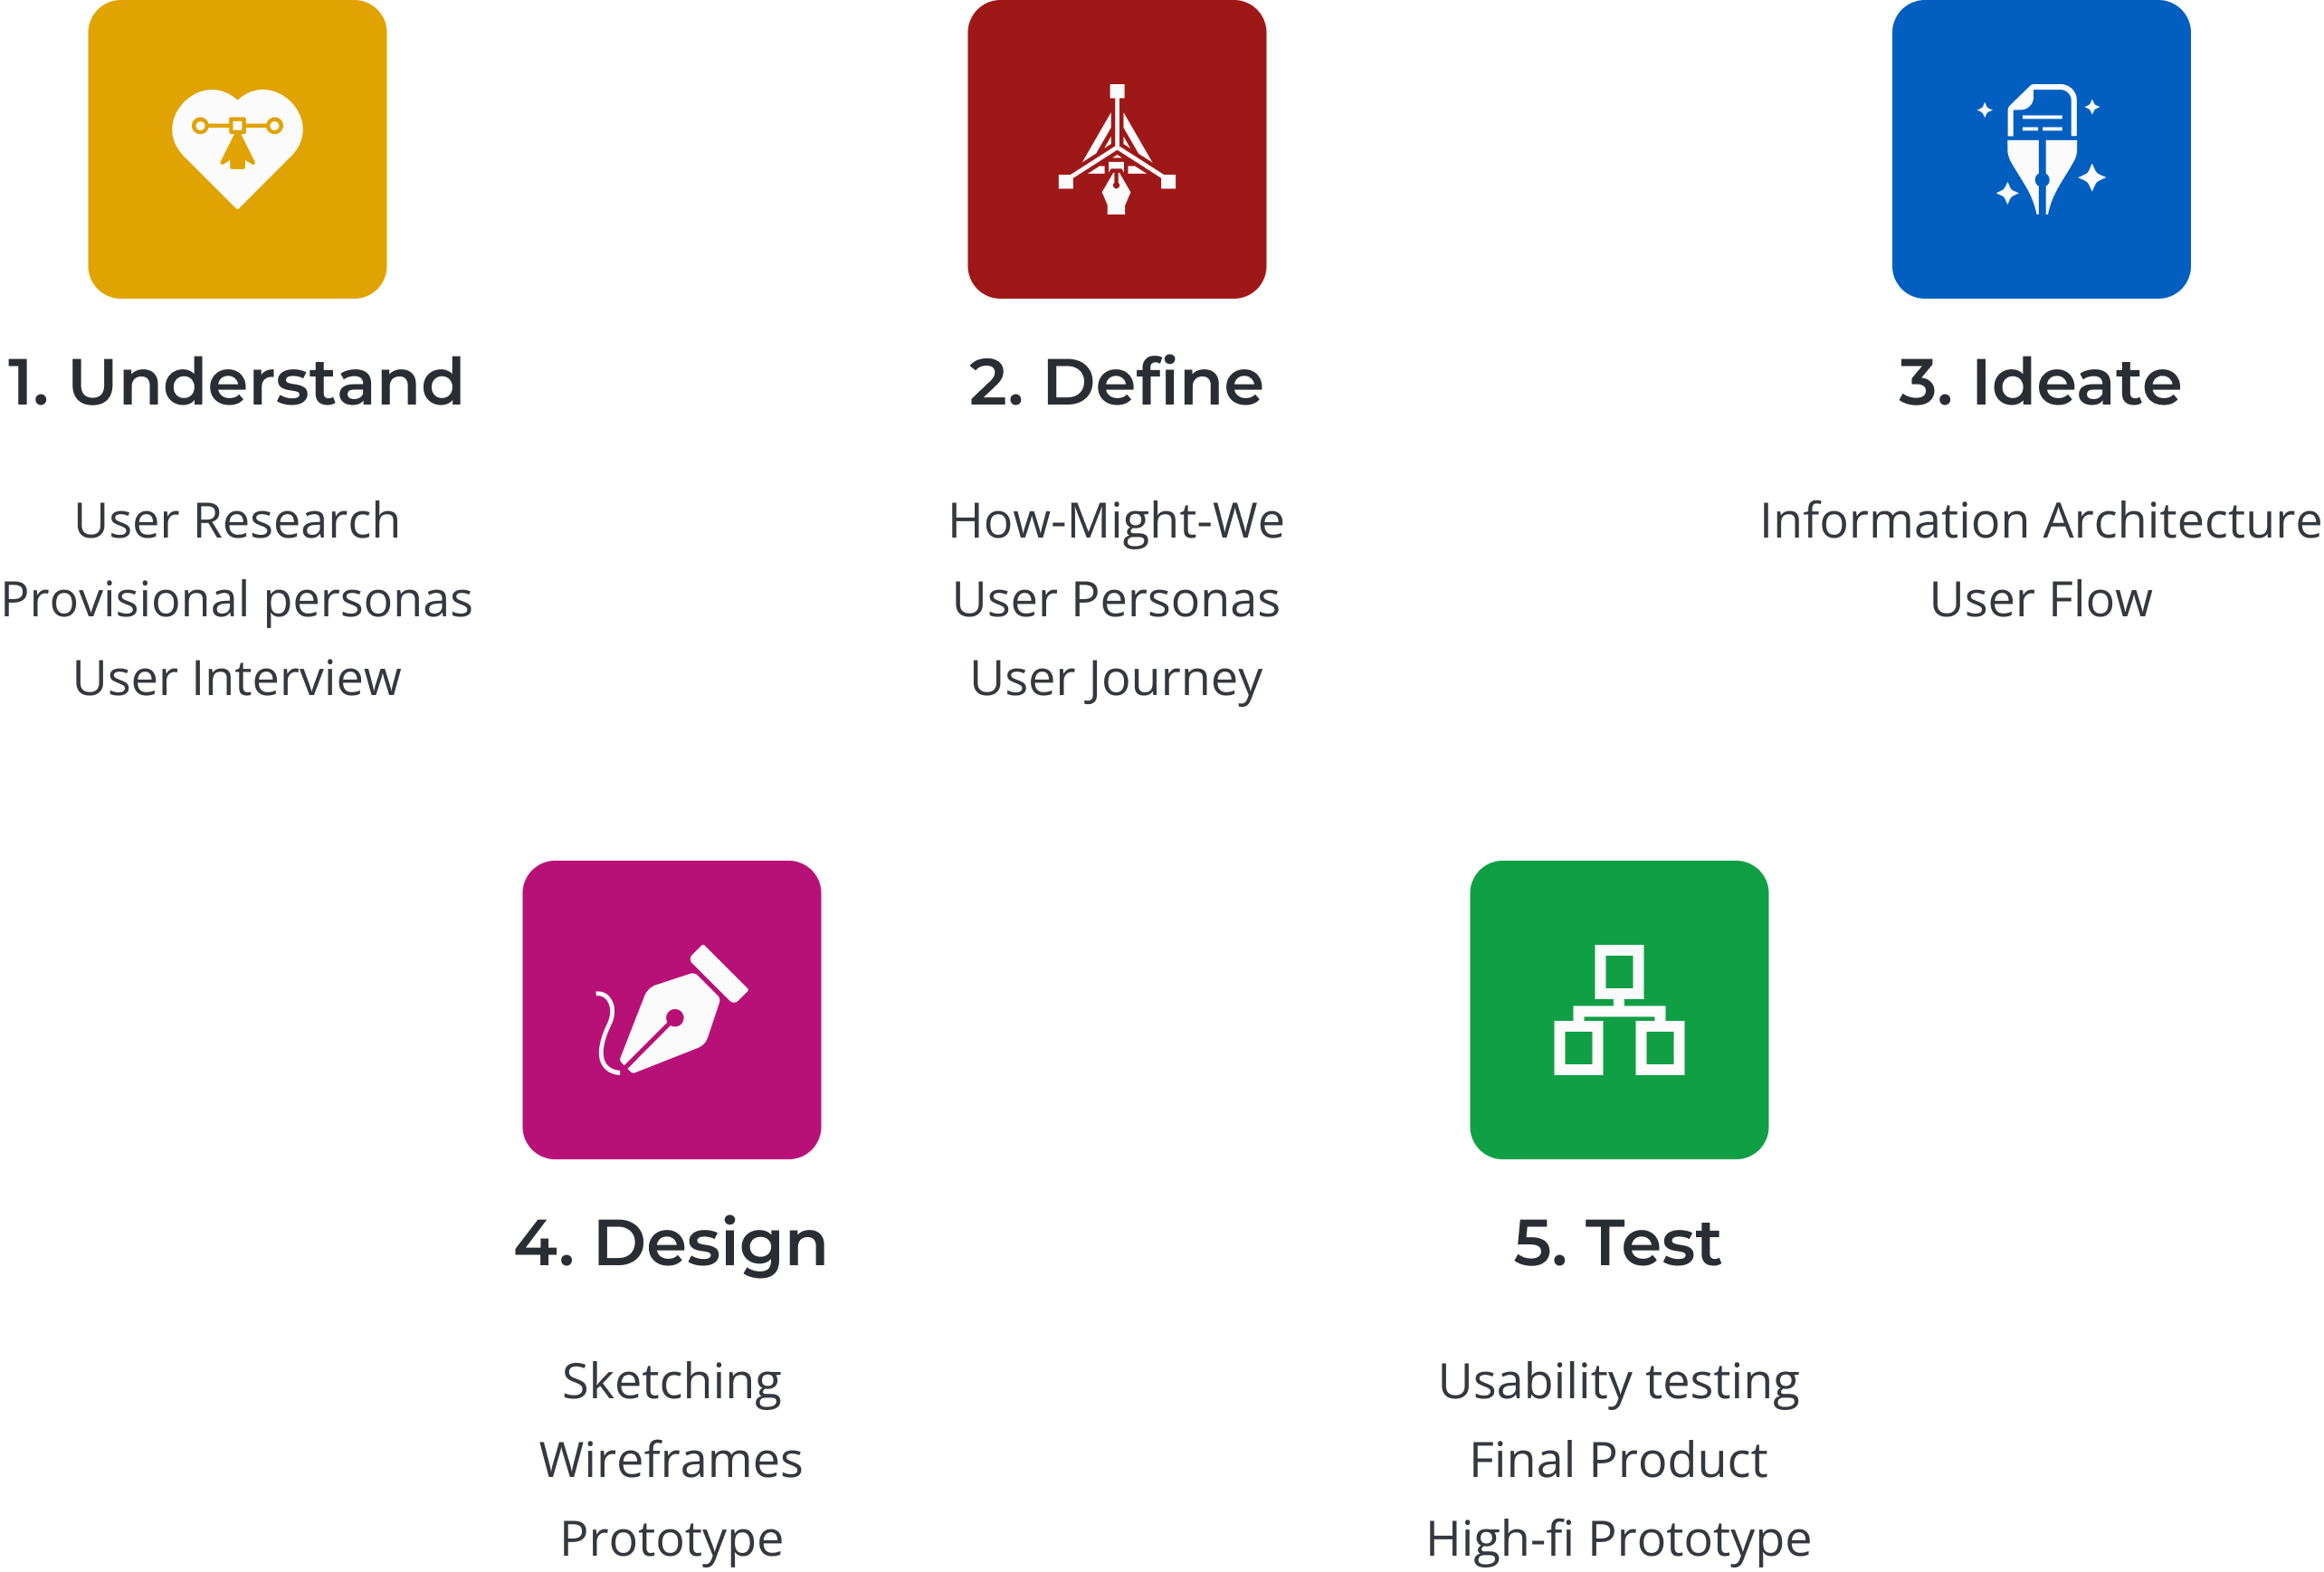 1. Understand
User Research
Provisional personas
User Interview
2. Define
How-Might-We
User Personas
User Journey
3. Ideate
Information Architecture
User Flow
4. Design
Sketching
Wireframes
Prototype
5. Test
Usability testing
Final Product
High-fi Prototype